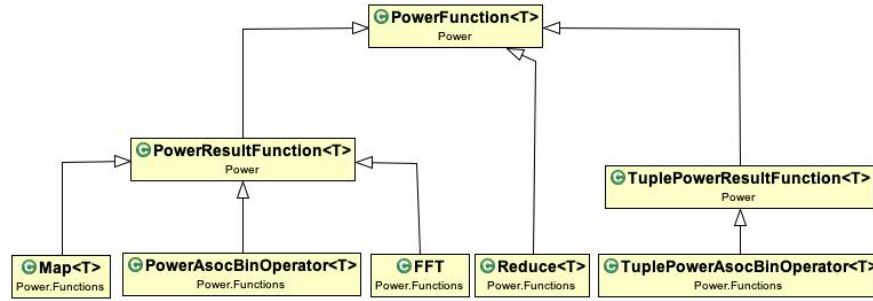 PowerFunction<T>
Power
PowerResultFunction<T>
Power
TuplePowerResultFunction<T>
Power
Map<T>
Power.Functions
PowerAsocBinOperator<T>
Power.Functions
FFT
Power.Functions
Reduce<T>
Power.Functions
TuplePowerAsocBinOperator<T>
Power.Functions